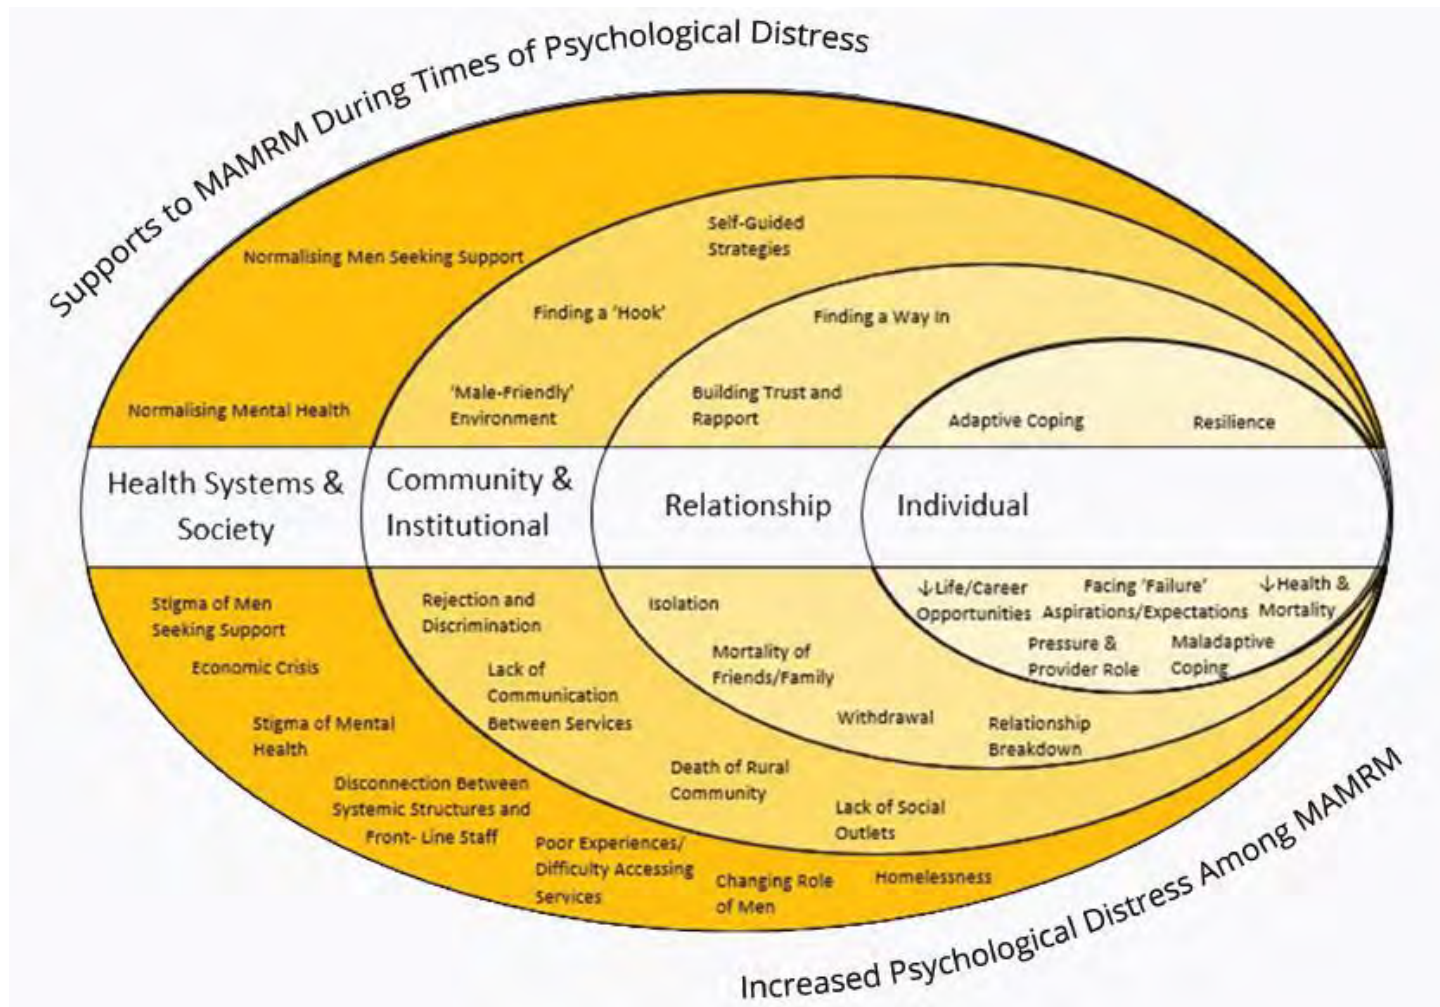 Supports to MAMRM During Times of Psychological Distress
Self-Guided
Strategies
Normalising Men Seeking Support
Finding a 'Hook'
Finding a Way In
'Male-Friendly'
Environment
Building Trust and
Rapport
Normalising Mental Health
Adaptive Coping
Resilience
Health Systems &
Society
Community &
Institutional
Relationship
Individual
Stigma of Men
Seeking Support
Economic Crisis
Stigma of Mental
Health
Disconnection Between
Systemic Structures and
Front- Line Staff
Poor Experiences/
Difficulty Accessing
Services
Changing Role
of Men
Homelessness
Rejection and
Discrimination
Lack of
Communication
Between Services
Death of Rural
Community
Lack of Social
Outlets
Isolation
Mortality of
Friends/Family
Withdrawal
Relationship
Breakdown
↓Life/Career
Opportunities
Facing 'Failure'
Aspirations/Expectations
↓Health &
Mortality
Pressure &
Provider Role
Maladaptive
Coping
Increased Psychological Distress Among MAMRM